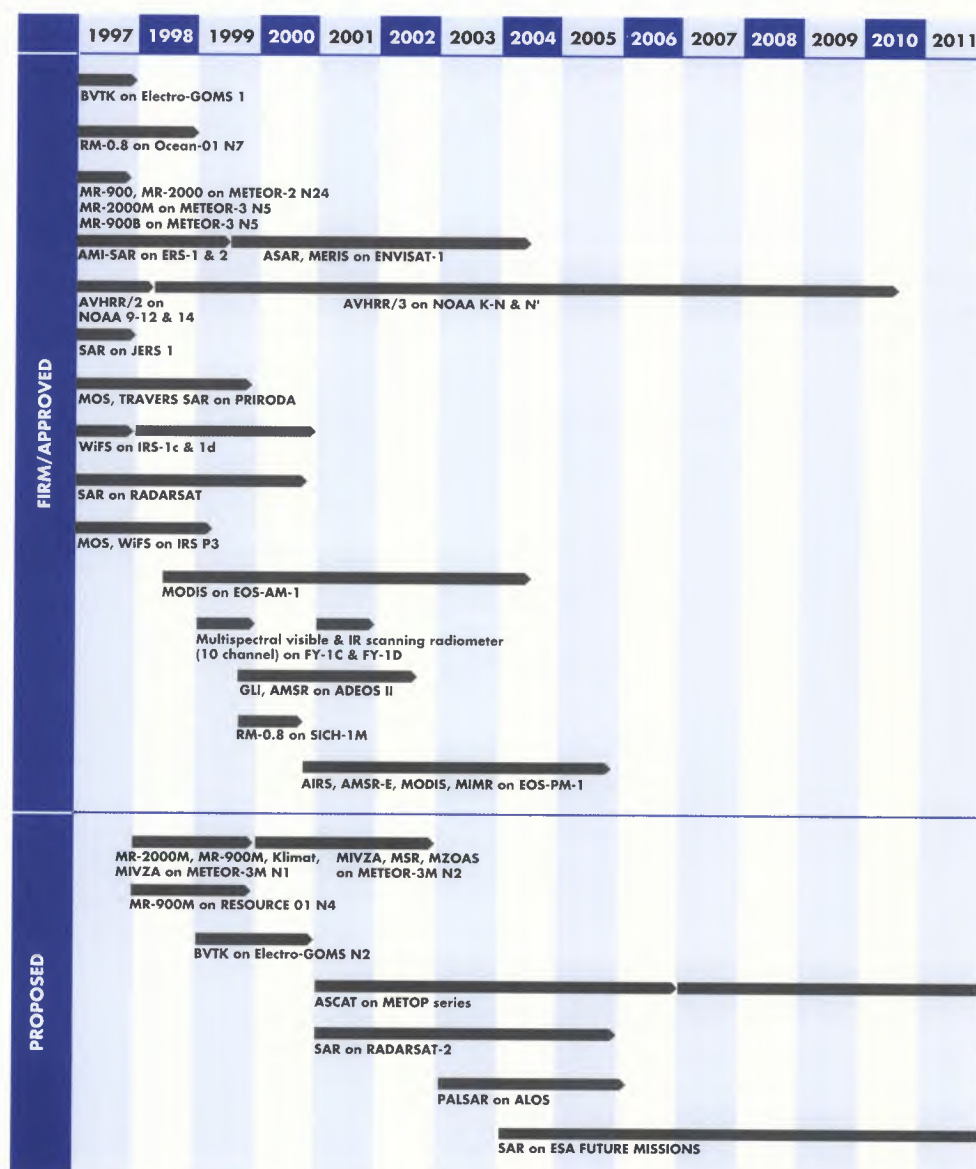 1997 1998 1999 2000 2001 2002 2003 2004 2005 2006 2007 2008 2009 2010 2011
FIRM/APPROVED
BVTK on Electro-GOMS 1
RM-0.8 on Ocean-01 N7
MR-900, MR-2000 on METEOR-2 N24
MR-2000M on METEOR-3 N5
MR-900B on METEOR-3 N5
AMI-SAR on ERS-1 & 2
ASAR, MERIS on ENVISAT-1
AVHRR/2 on
NOAA 9-12 & 14
AVHRR/3 on NOAA K-N & N'
SAR on JERS 1
MOS, TRAVERS SAR on PRIRODA
WiFS on IRS-1c & 1d
SAR on RADARSAT
MOS, WiFS on IRS P3
MODIS on EOS-AM-1
Multispectral visible & IR scanning radiometer
(10 channel) on FY-1C & FY-1D
GLI, AMSR on ADEOS II
RM-0.8 on SICH-1M
AIRS, AMSR-E, MODIS, MIMR on EOS-PM-1
PROPOSED
MR-2000M, MR-900M, Klimat,
MIVZA on METEOR-3M N1
MIVZA, MSR, MZOAS
on METEOR-3M N2
MR-900M on RESOURCE 01 N4
BVTK on Electro-GOMS N2
ASCAT on METOP series
SAR on RADARSAT-2
PALSAR on ALOS
SAR on ESA FUTURE MISSIONS